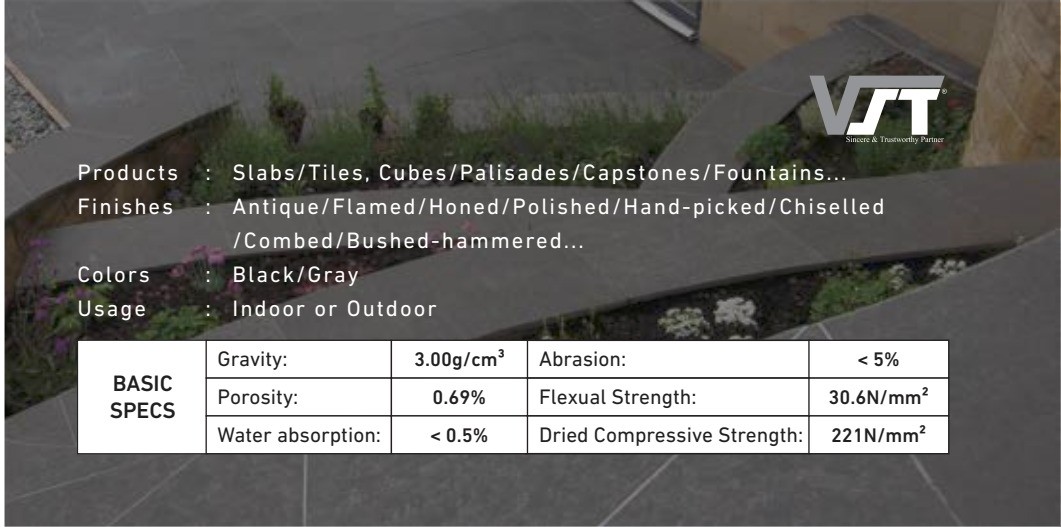 VST®
Sincere & Trustworthy Partner
Products : Slabs/Tiles, Cubes/Palisades/Capstones/Fountains...
Finishes : Antique/Flamed/Honed/Polished/Hand-picked/Chiselled
/Combed/Bushed-hammered...
Colors : Black/Gray
Usage : Indoor or Outdoor
BASIC
SPECS
Gravity: 3.00g/cm³ Abrasion: < 5%
Porosity: 0.69% Flexual Strength: 30.6N/mm²
Water absorption: < 0.5% Dried Compressive Strength: 221N/mm²